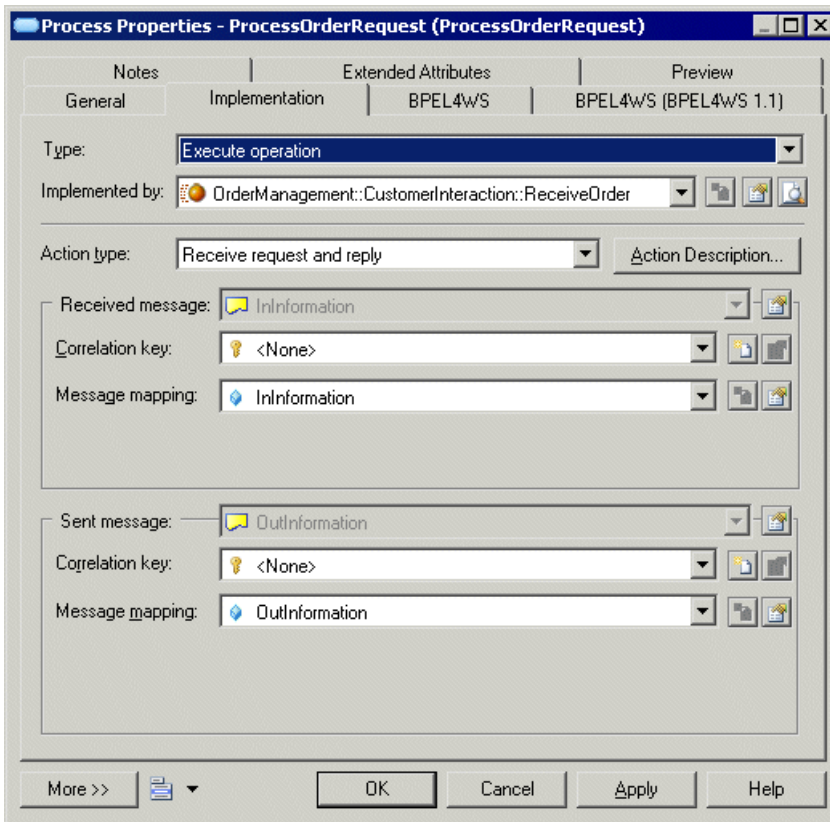 Process Properties - ProcessOrderRequest (ProcessOrderRequest)
Notes Extended Attributes Preview
General Implementation BPEL4WS BPEL4WS (BPEL4WS 1.1)
Type: Execute operation
Implemented by: OrderManagement::CustomerInteraction::ReceiveOrder
Action type: Receive request and reply Action Description...
Received message: InInformation
Correlation key: <None>
Message mapping: InInformation
Sent message: OutInformation
Correlation key: <None>
Message mapping: OutInformation
More >> OK Cancel Apply Help